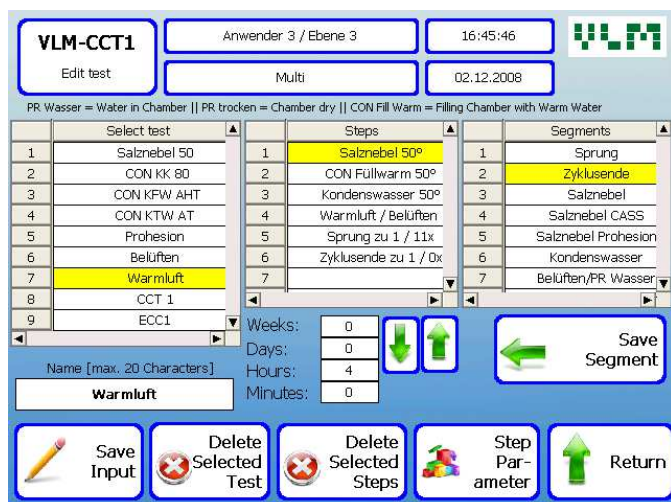 VLM-CCT1
Edit test
Anwender 3 / Ebene 3
16:45:46
VLM
Multi
02.12.2008
PR Wasser = Water in Chamber || PR trocken = Chamber dry || CON Fill Warm = Filling Chamber with Warm Water
Select test
1 Salznebel 50
2 CON KK 80
3 CON KFW AHT
4 CON KTW AT
5 Prohesion
6 Belüften
7 Warmluft
8 CCT 1
9 ECC1
Steps
1 Salznebel 50º
2 CON Füllwarm 50º
3 Kondenswasser 50º
4 Warmluft / Belüften
5 Sprung zu 1 / 11x
6 Zyklusende zu 1 / 0x
7
Segments
1 Sprung
2 Zyklusende
3 Salznebel
4 Salznebel CASS
5 Salznebel Prohesion
6 Kondenswasser
7 Belüften/PR Wasser
Name [max. 20 Characters]
Warmluft
Weeks: 0
Days: 0
Hours: 4
Minutes: 0
Save
Segment
Save
Input
Delete
Selected
Test
Delete
Selected
Steps
Step
Par-
ameter
Return